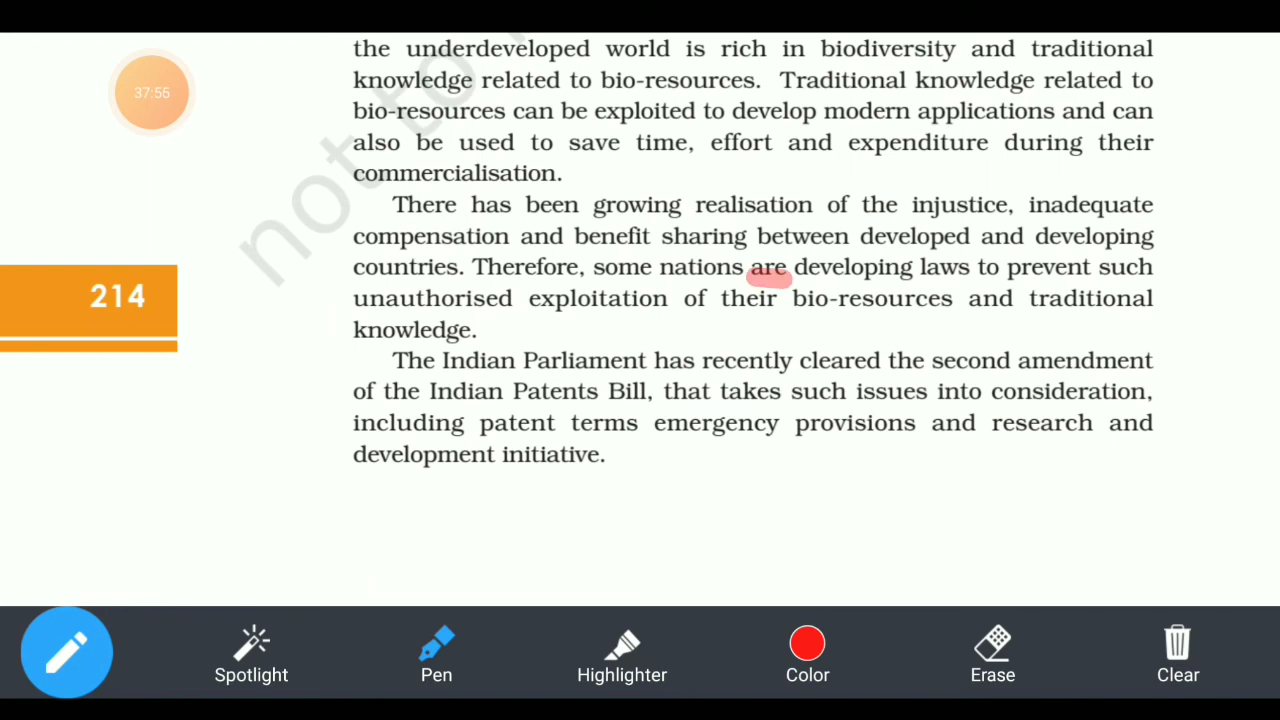 the underdeveloped world is rich in biodiversity and traditional
37:55
knowledge related to bio-resources. Traditional knowledge related to
bio-resources can be exploited to develop modern applications and can
also be used to save time, effort and expenditure during their
commercialisation.
There has been growing realisation of the injustice, inadequate
compensation and benefit sharing between developed and developing
countries. Therefore, some nations are developing laws to prevent such
214
unauthorised exploitation of their bio-resources and traditional
knowledge.
The Indian Parliament has recently cleared the second amendment
of the Indian Patents Bill, that takes such issues into consideration,
including patent terms emergency provisions and research and
development initiative.
not to
Spotlight
Pen
Highlighter
Color
Erase
Clear